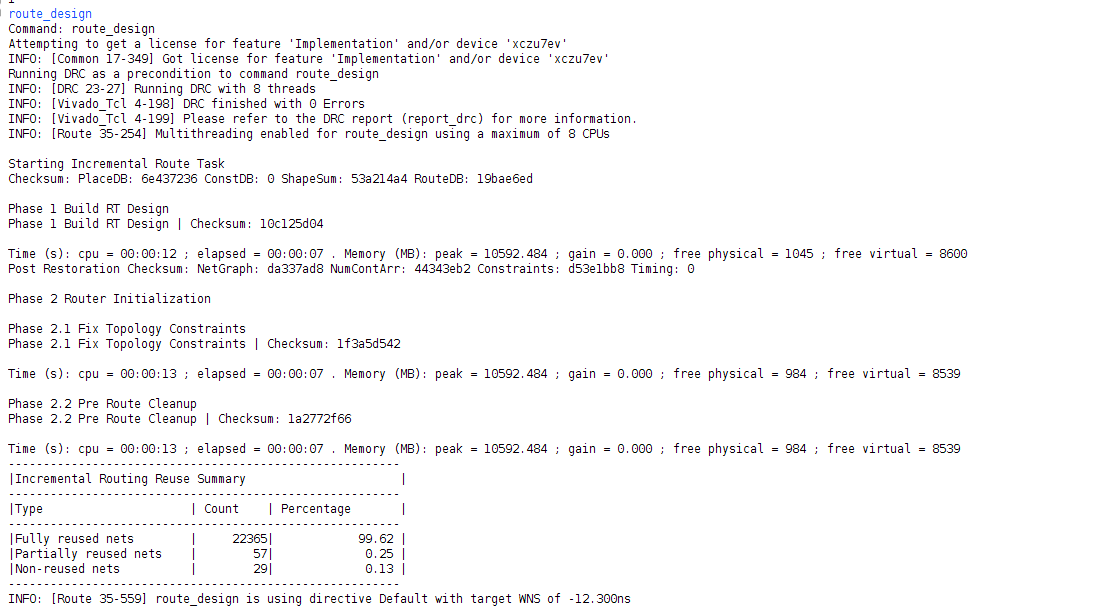 route_design
Command: route_design
Attempting to get a license for feature 'Implementation' and/or device 'xczu7ev'
INFO: [Common 17-349] Got license for feature 'Implementation' and/or device 'xczu7ev'
Running DRC as a precondition to command route_design
INFO: [DRC 23-27] Running DRC with 8 threads
INFO: [Vivado_Tcl 4-198] DRC finished with 0 Errors
INFO: [Vivado_Tcl 4-199] Please refer to the DRC report (report_drc) for more information.
INFO: [Route 35-254] Multithreading enabled for route_design using a maximum of 8 CPUs
Starting Incremental Route Task
Checksum: PlaceDB: 6e437236 ConstDB: 0 ShapeSum: 53a214a4 RouteDB: 19bae6ed
Phase 1 Build RT Design
Phase 1 Build RT Design | Checksum: 10c125d04
Time (s): cpu = 00:00:12 ; elapsed = 00:00:07 . Memory (MB): peak = 10592.484 ; gain = 0.000 ; free physical = 1045 ; free virtual = 8600
Post Restoration Checksum: NetGraph: da337ad8 NumContArr: 44343eb2 Constraints: d53e1bb8 Timing: 0
Phase 2 Router Initialization
Phase 2.1 Fix Topology Constraints
Phase 2.1 Fix Topology Constraints | Checksum: 1f3a5d542
Time (s): cpu = 00:00:13 ; elapsed = 00:00:07 . Memory (MB): peak = 10592.484 ; gain = 0.000 ; free physical = 984 ; free virtual = 8539
Phase 2.2 Pre Route Cleanup
Phase 2.2 Pre Route Cleanup | Checksum: 1a2772f66
Time (s): cpu = 00:00:13 ; elapsed = 00:00:07 . Memory (MB): peak = 10592.484 ; gain = 0.000 ; free physical = 984 ; free virtual = 8539
--------------------------------------------------------
|Incremental Routing Reuse Summary                      |
--------------------------------------------------------
|Type                     | Count    | Percentage       |
--------------------------------------------------------
|Fully reused nets        |     22365|            99.62 |
|Partially reused nets    |        57|             0.25 |
|Non-reused nets          |        29|             0.13 |
--------------------------------------------------------
INFO: [Route 35-559] route_design is using directive Default with target WNS of -12.300ns